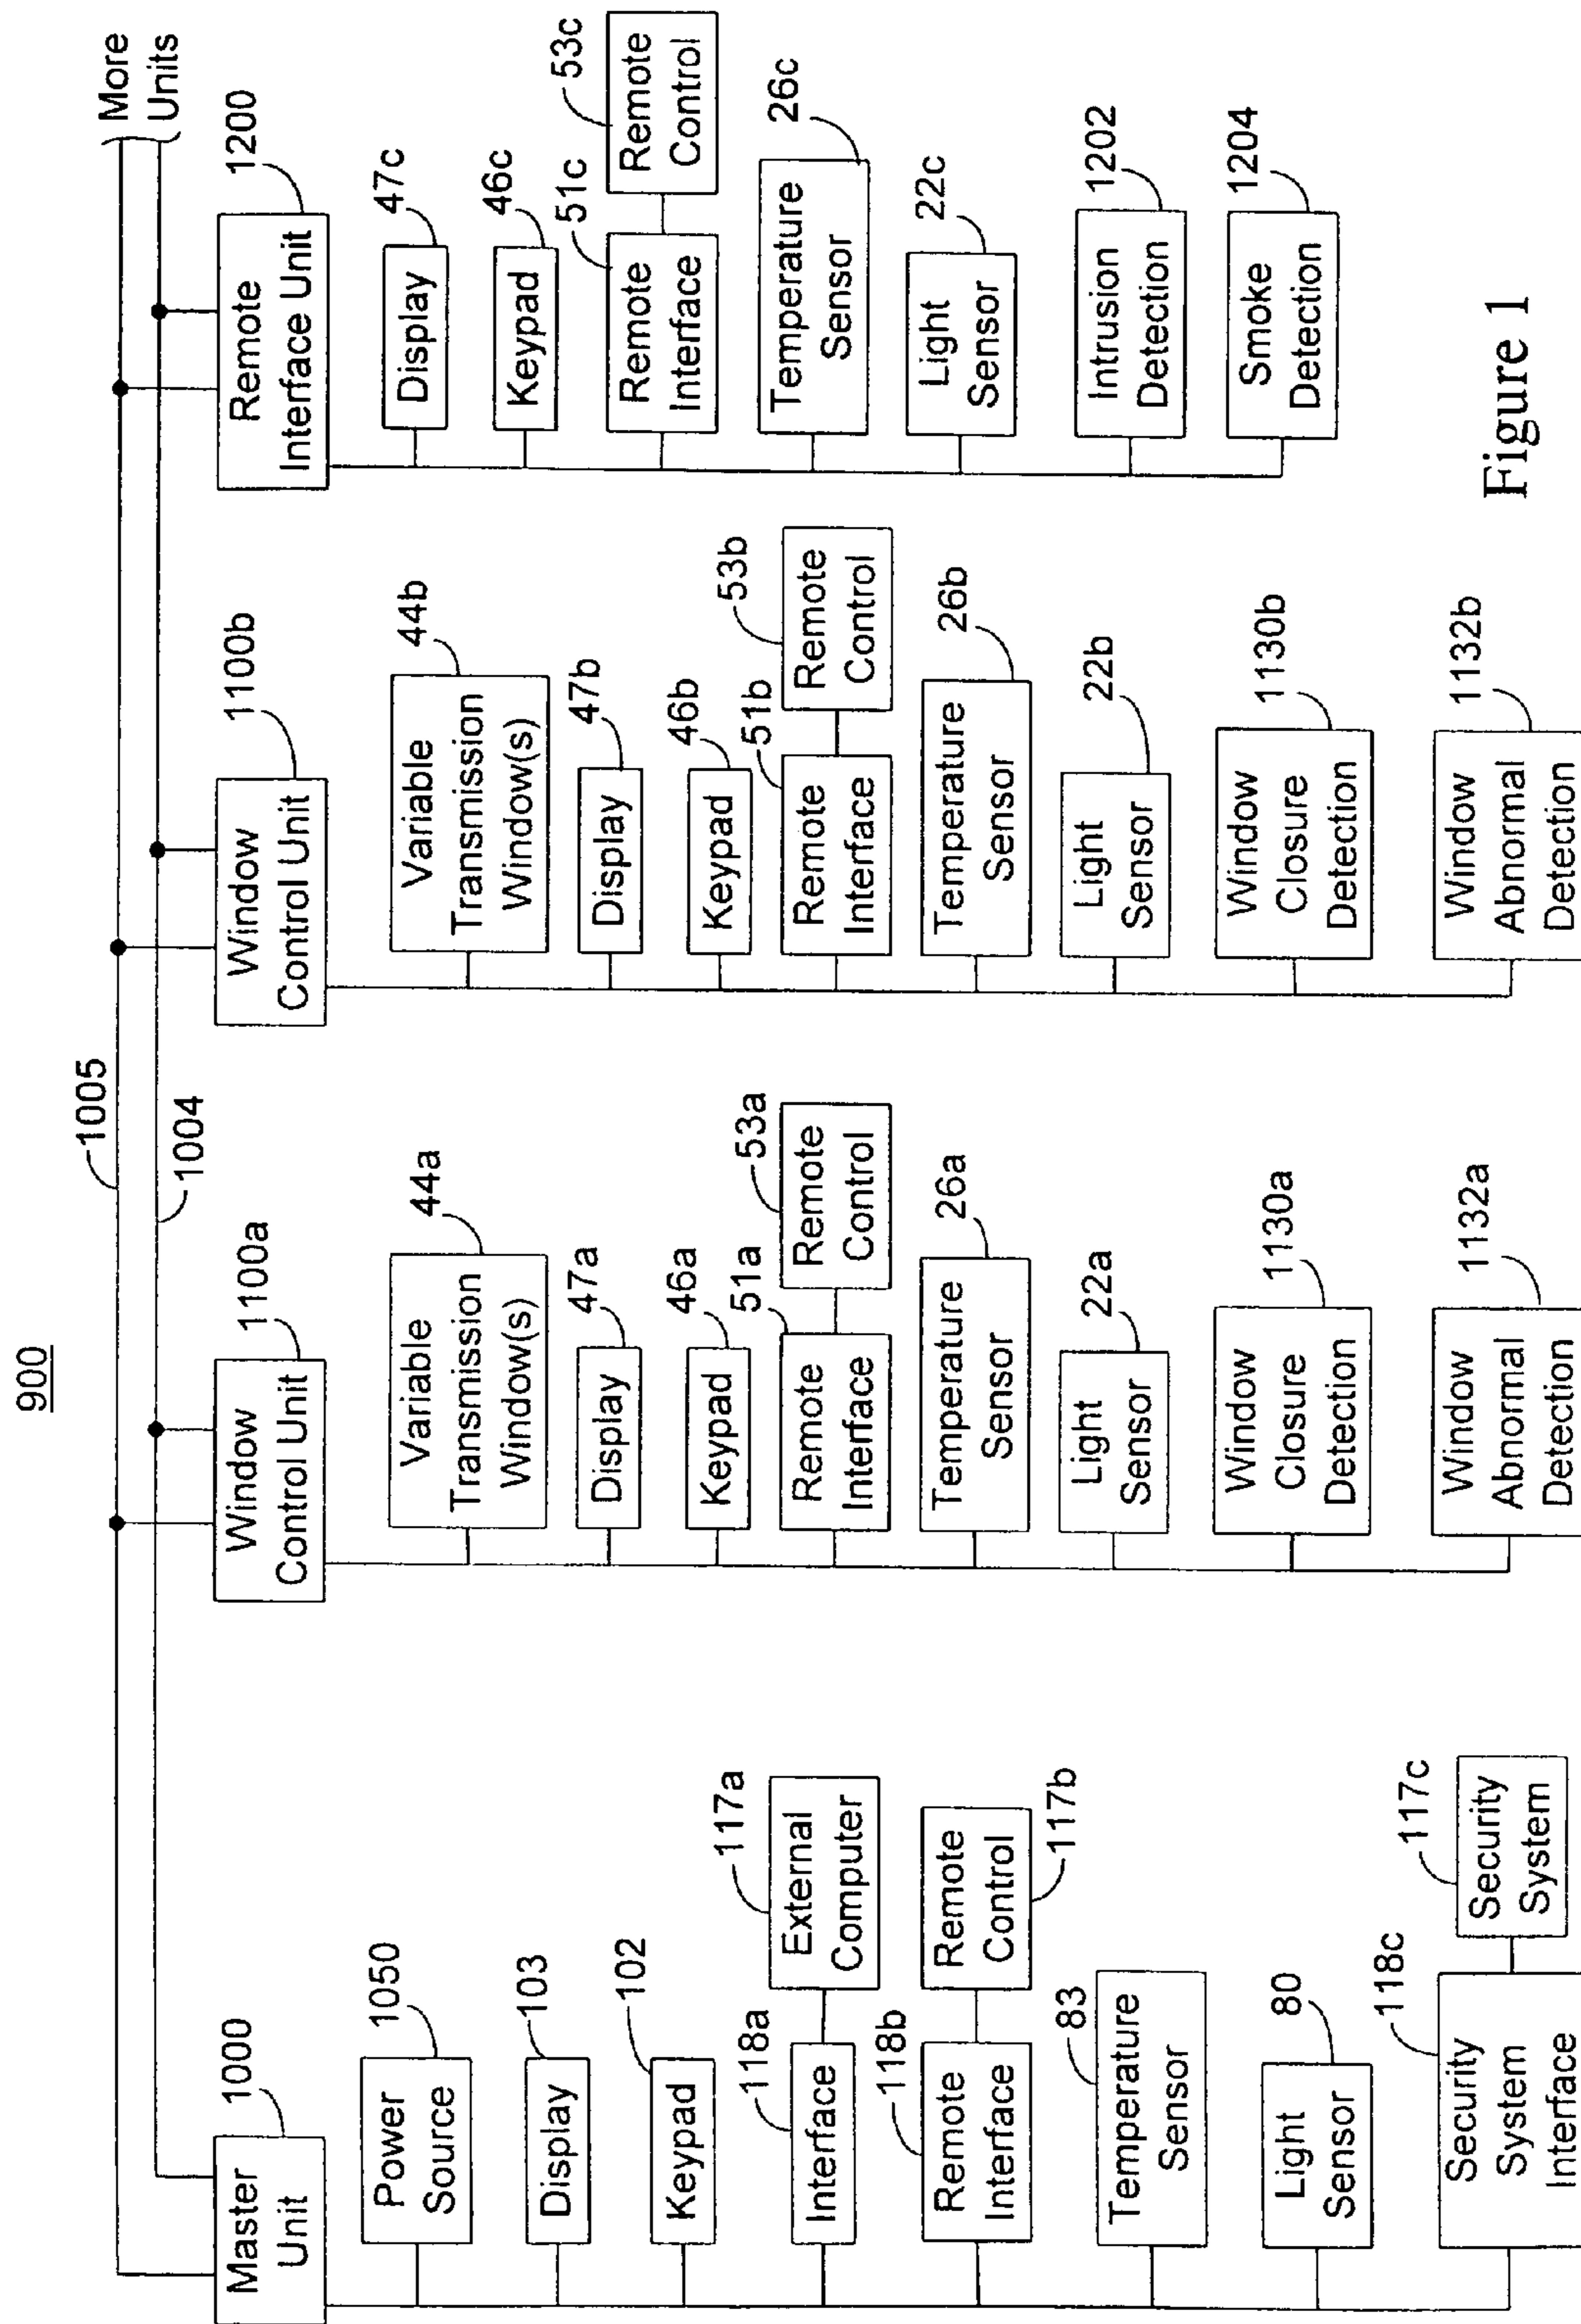 900
1005
1004
More
Units
Master
Unit
1000
Power
Source
1050
Display
103
Keypad
102
Interface
118a
External
Computer
117a
Remote
Interface
118b
Remote
Control
117b
Temperature
Sensor
83
Light
Sensor
80
Security
System
Interface
118c
Security
System
117c
Window
Control Unit
1100a
Variable
Transmission
Window(s)
44a
Display
47a
Keypad
46a
Remote
Interface
51a
Remote
Control
53a
Temperature
Sensor
26a
Light
Sensor
22a
Window
Closure
Detection
1130a
Window
Abnormal
Detection
1132a
Window
Control Unit
1100b
Variable
Transmission
Window(s)
44b
Display
47b
Keypad
46b
Remote
Interface
51b
Remote
Control
53b
Temperature
Sensor
26b
Light
Sensor
22b
Window
Closure
Detection
1130b
Window
Abnormal
Detection
1132b
Remote
Interface Unit
1200
Display
47c
Keypad
46c
Remote
Interface
51c
Remote
Control
53c
Temperature
Sensor
26c
Light
Sensor
22c
Intrusion
Detection
1202
Smoke
Detection
1204
Figure 1